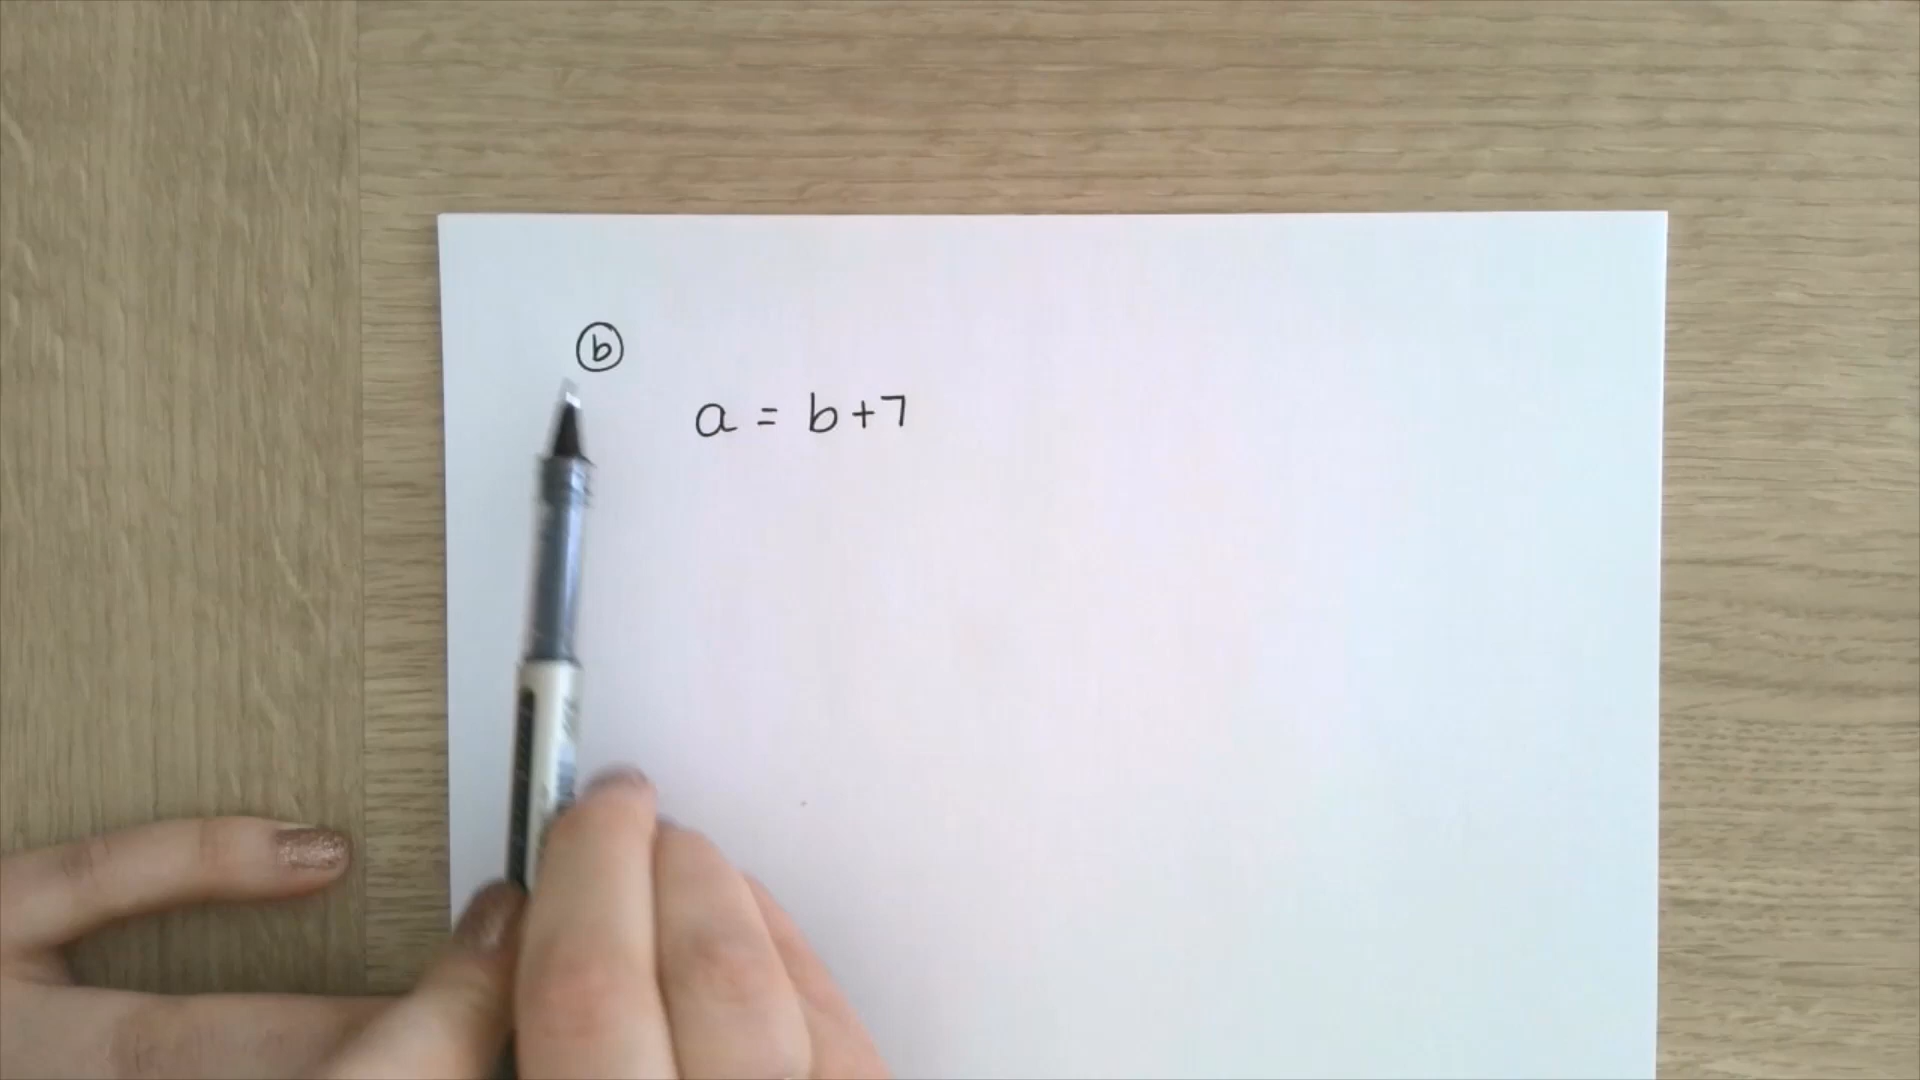 ⓑ
a = b + 7